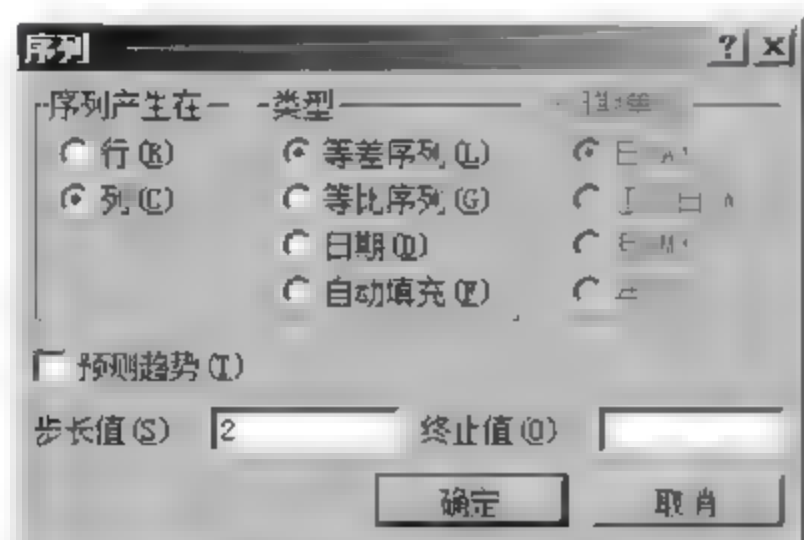 序列
序列产生在 类型
行(R) 等差序列(L)
列(C) 等比序列(G)
日期(D)
自动填充(F)
预测趋势(T)
步长值(S) 2 终止值(O)
确定 取消